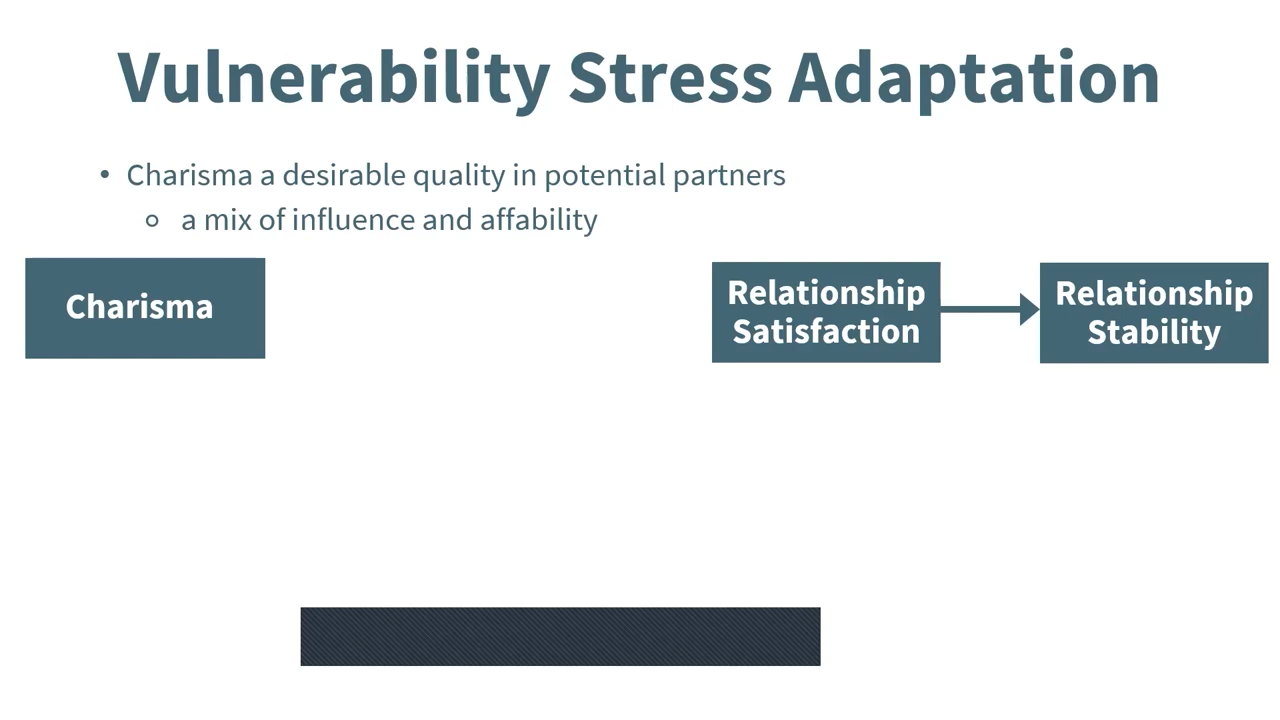 Vulnerability Stress Adaptation
• Charisma a desirable quality in potential partners
○ a mix of influence and affability
Charisma
Relationship
Satisfaction
Relationship
Stability